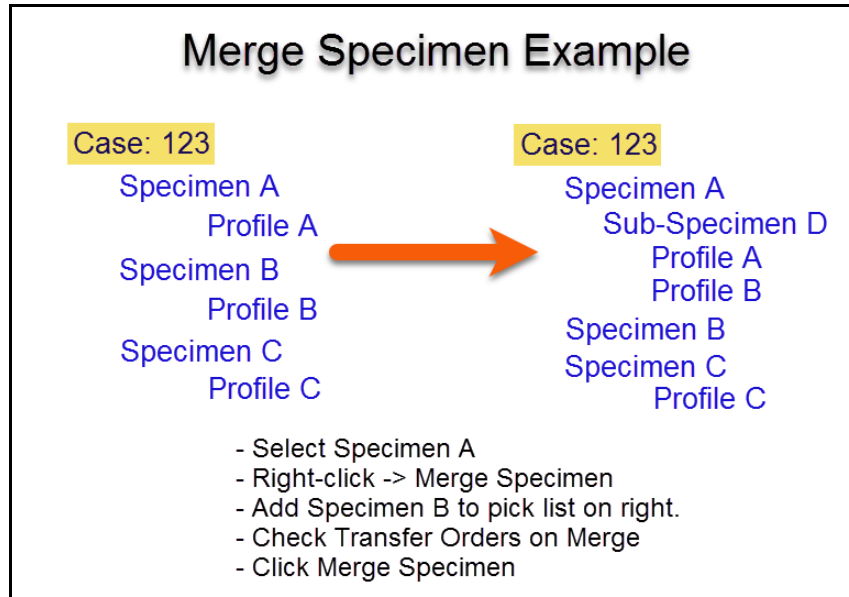 Merge Specimen Example
Case: 123
Specimen A
Profile A
Specimen B
Profile B
Specimen C
Profile C
Case: 123
Specimen A
Sub-Specimen D
Profile A
Profile B
Specimen B
Specimen C
Profile C
- Select Specimen A
- Right-click -> Merge Specimen
- Add Specimen B to pick list on right.
- Check Transfer Orders on Merge
- Click Merge Specimen